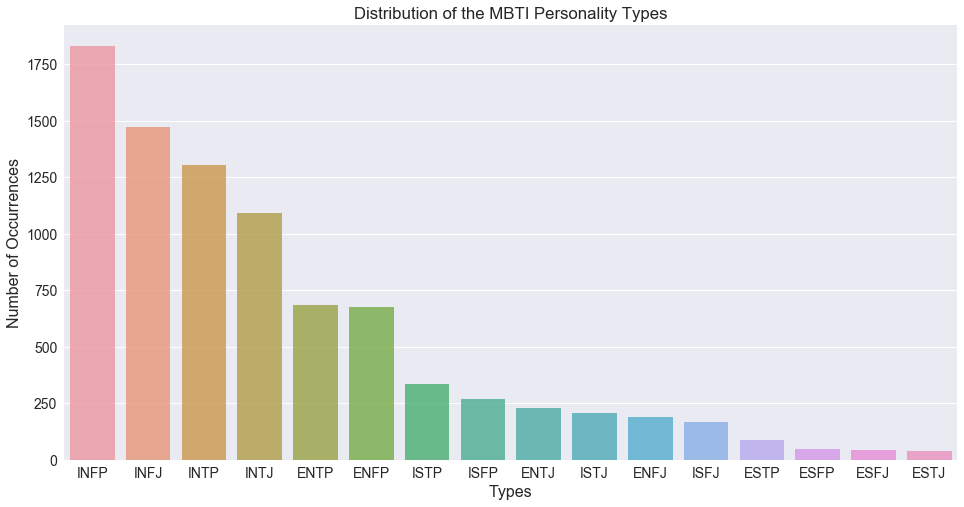 Distribution of the MBTI Personality Types
Number of Occurrences
1750
1500
1250
1000
750
500
250
0
INFP INFJ INTP INTJ ENTP ENFP ISTP ISFP ENTJ ISTJ ENFJ ISFJ ESTP ESFP ESFJ ESTJ
Types